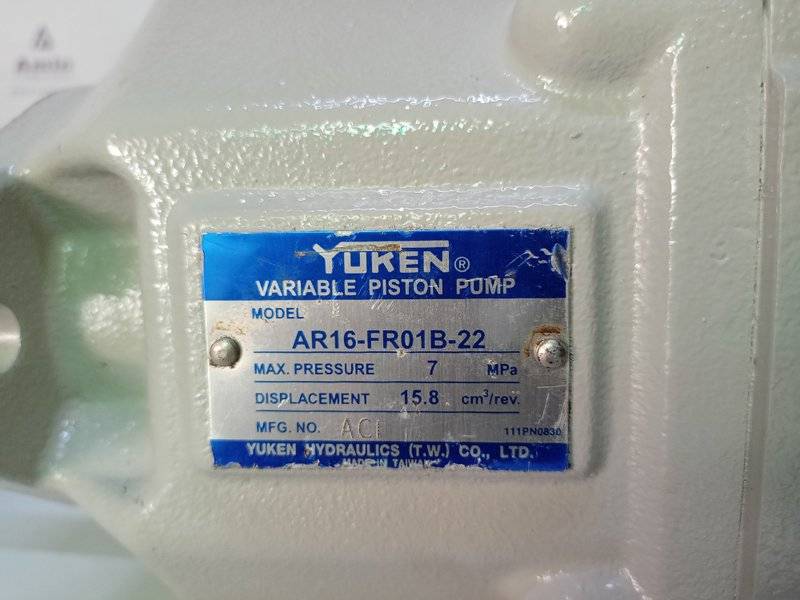 YUKEN®
VARIABLE PISTON PUMP
MODEL
AR16-FR01B-22
MAX. PRESSURE 7 MPa
DISPLACEMENT 15.8 cm³/rev.
MFG. NO. ACI
111PN0830
YUKEN HYDRAULICS (T.W.) CO., LTD.
MADE IN TAIWAN